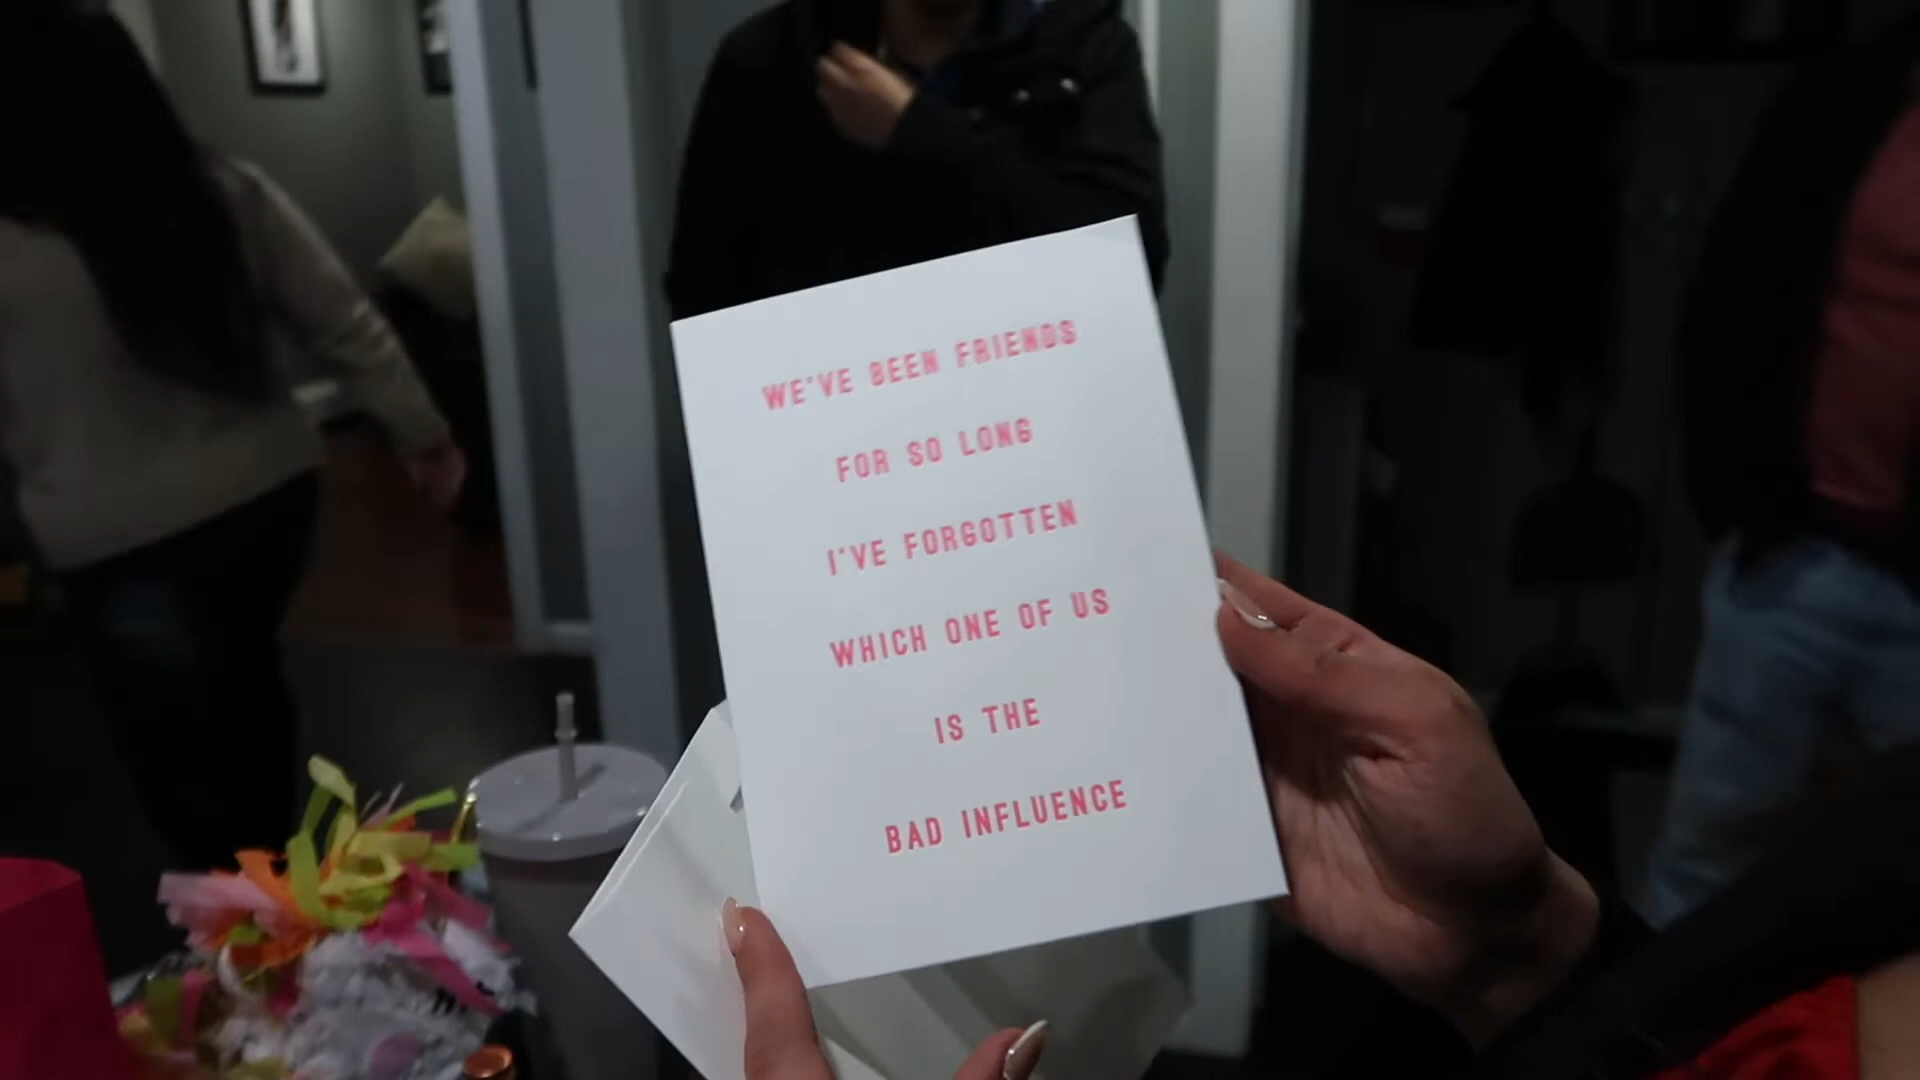 WE'VE BEEN FRIENDS
FOR SO LONG
I'VE FORGOTTEN
WHICH ONE OF US
IS THE
BAD INFLUENCE